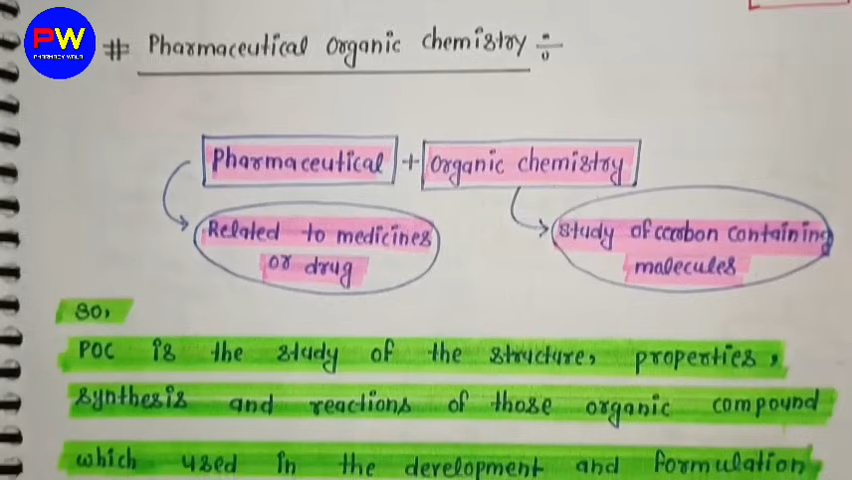 PW
PHARMACY WALA
# Pharmaceutical Organic chemistry ÷
Pharmaceutical + Organic chemistry
Related to medicines
or drug
Study of carbon containing
molecules
So,
POC is the study of the structure, properties,
synthesis and reactions of those organic compound
which used in the development and formulation